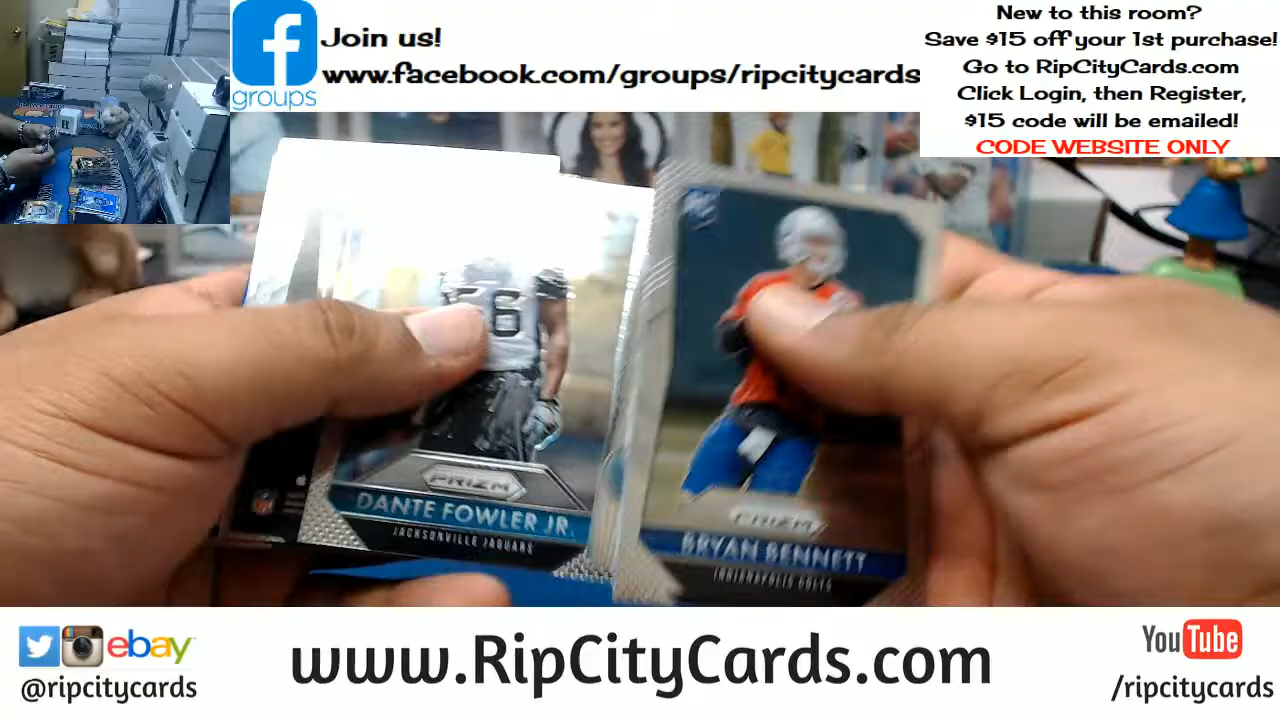 Join us!
www.facebook.com/groups/ripcitycards
groups
New to this room?
Save $15 off your 1st purchase!
Go to RipCityCards.com
Click Login, then Register,
$15 code will be emailed!
CODE WEBSITE ONLY
56
PRIZM
DANTE FOWLER JR.
JACKSONVILLE JAGUARS
RC
PRIZM
BRYAN BENNETT
INDIANAPOLIS COLTS
ebay
@ripcitycards
www.RipCityCards.com
YouTube
/ripcitycards